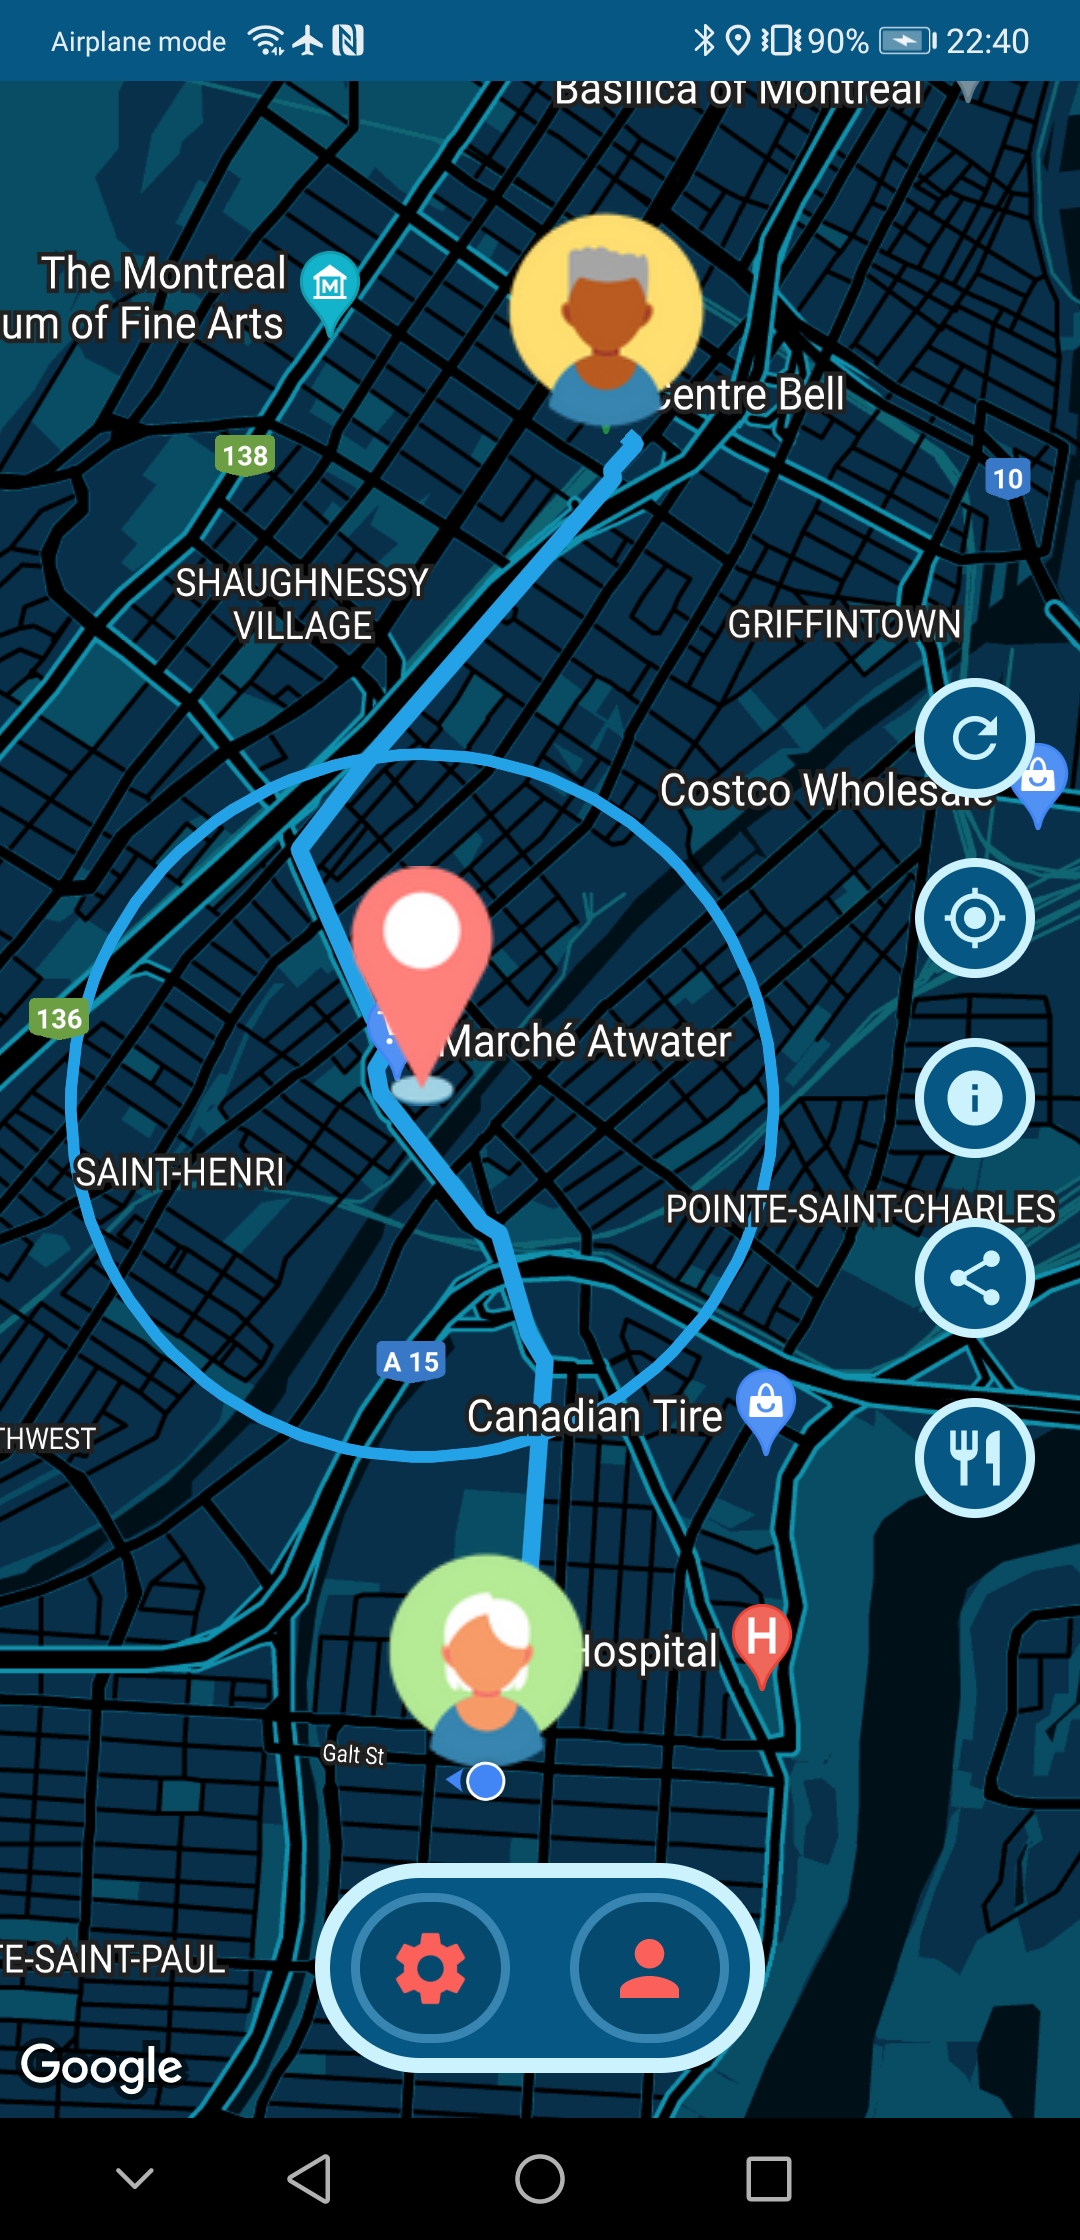 Airplane mode 90% 22:40
Basilica of Montreal
The Montreal
um of Fine Arts
Centre Bell
138
10
SHAUGHNESSY
VILLAGE
GRIFFINTOWN
Costco Wholesale
136
Marché Atwater
SAINT-HENRI
POINTE-SAINT-CHARLES
A 15
Canadian Tire
THWEST
Hospital
H
Galt St
TE-SAINT-PAUL
Google